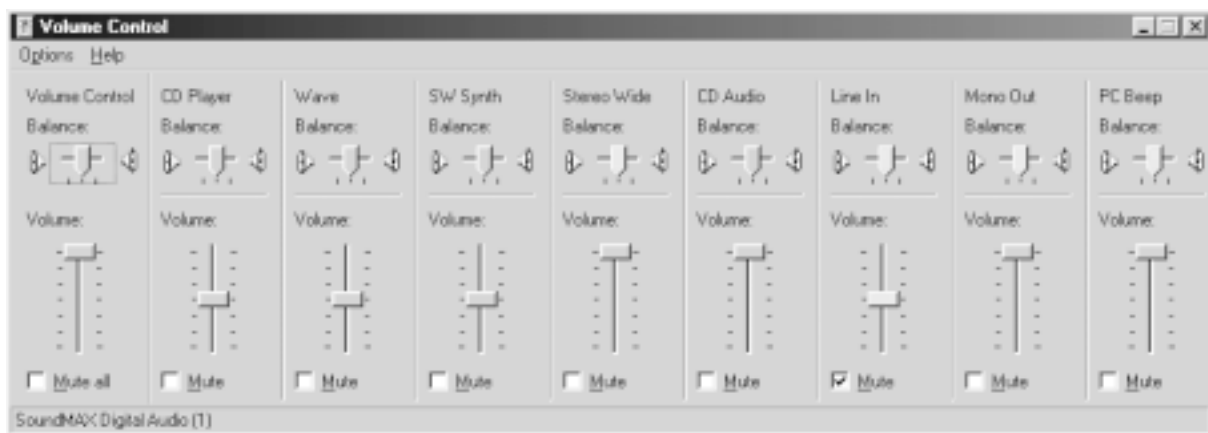 Volume Control
Options Help
Volume Control CD Player Wave SW Synth Stereo Wide CD Audio Line In Mono Out PC Beep
Balance: Balance: Balance: Balance: Balance: Balance: Balance: Balance: Balance:
Volume: Volume: Volume: Volume: Volume: Volume: Volume: Volume: Volume:
Mute all Mute Mute Mute Mute Mute Mute Mute Mute
SoundMAX Digital Audio (1)